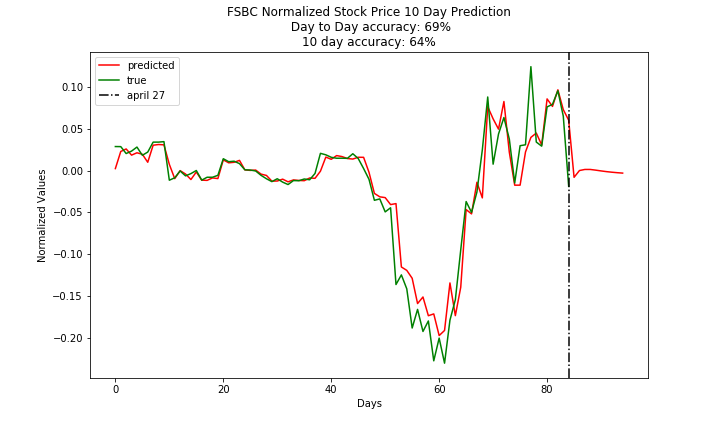 FSBC Normalized Stock Price 10 Day Prediction
Day to Day accuracy: 69%
10 day accuracy: 64%
predicted
true
april 27
Normalized Values
0.10
0.05
0.00
−0.05
−0.10
−0.15
−0.20
0 20 40 60 80
Days